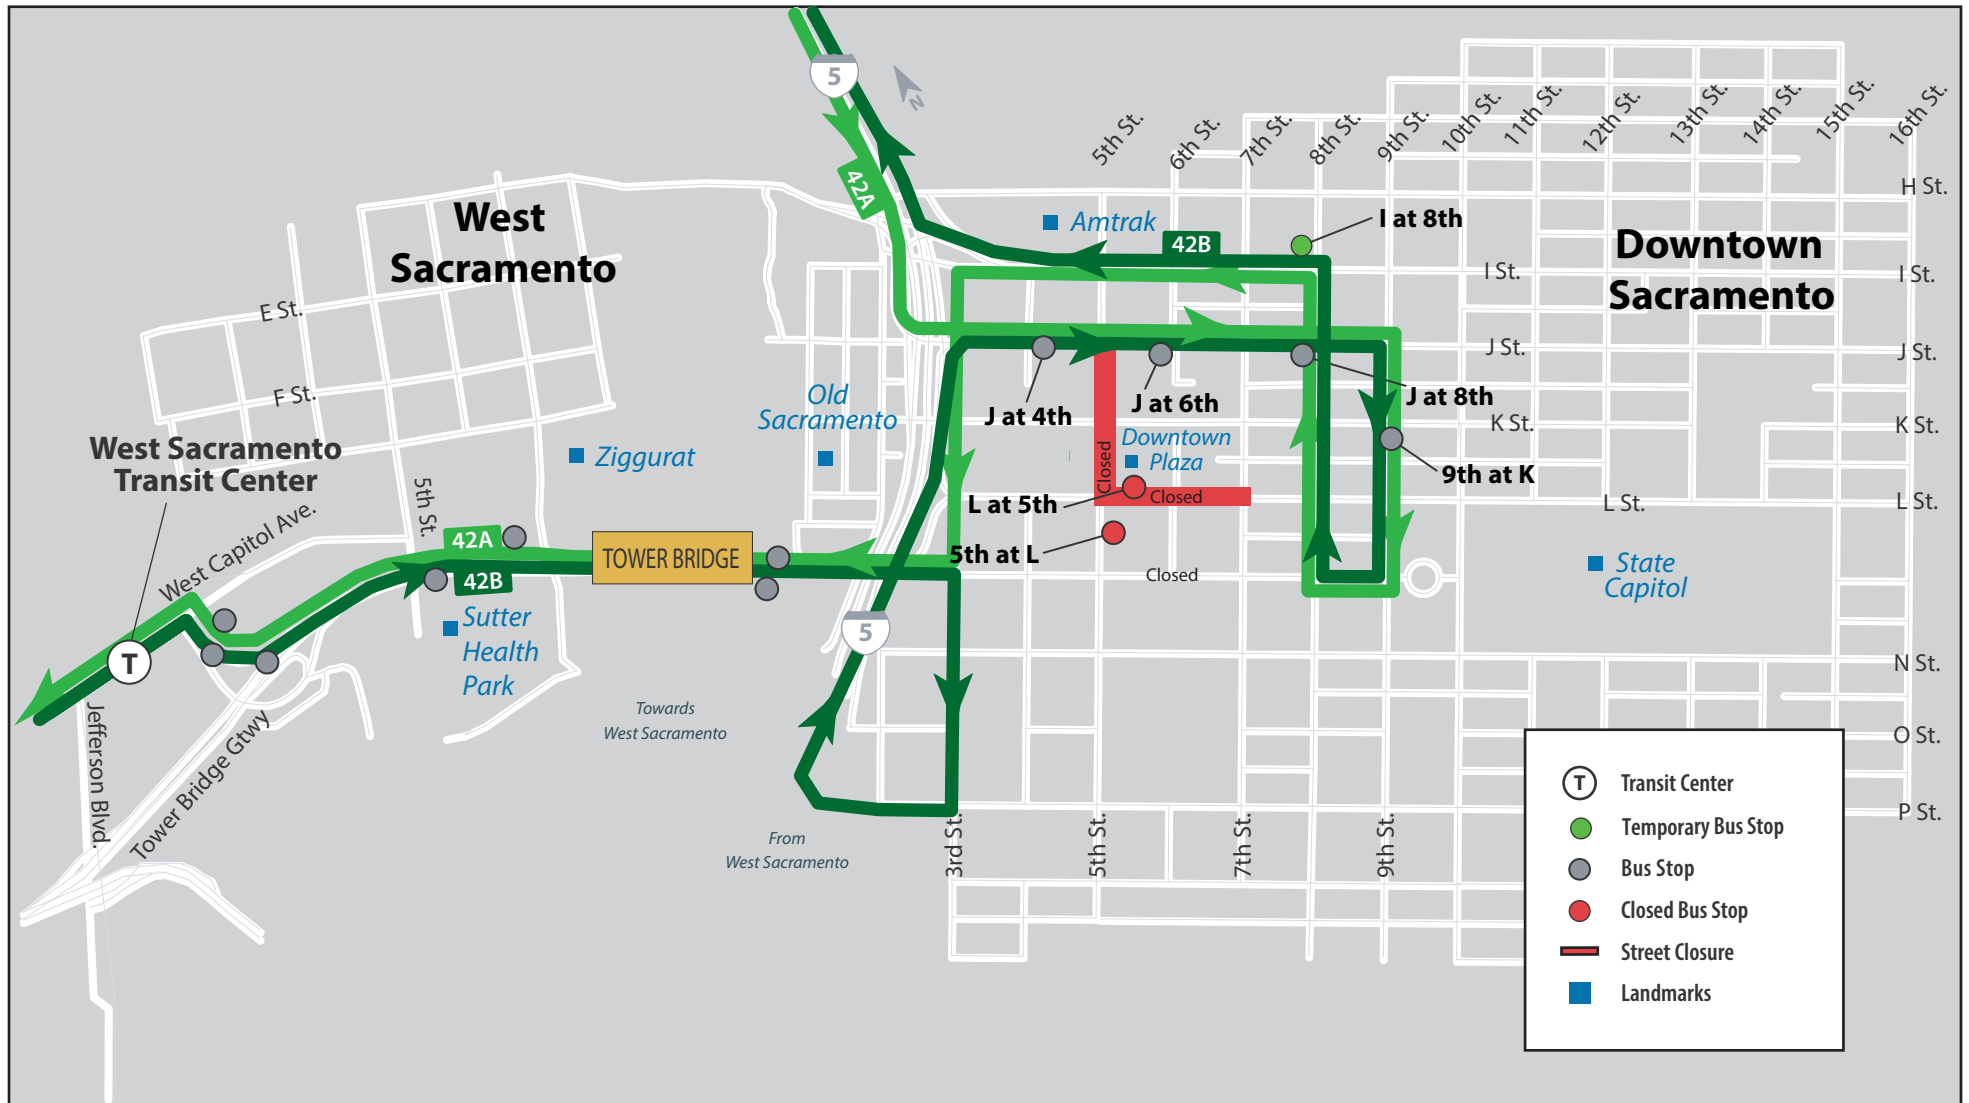 5
N
42A
5th St.
6th St.
7th St.
8th St.
9th St.
10th St.
11th St.
12th St.
13th St.
14th St.
15th St.
16th St.
H St.
West
Sacramento
Amtrak
42B
I at 8th
Downtown
Sacramento
I St.
I St.
E St.
F St.
J St.
J St.
Old
Sacramento
J at 4th
J at 6th
J at 8th
K St.
K St.
West Sacramento
Transit Center
Ziggurat
Closed
Downtown
Plaza
9th at K
5th St.
L at 5th
Closed
L St.
L St.
West Capitol Ave.
42A
TOWER BRIDGE
5th at L
Closed
State
Capitol
42B
Sutter
Health
Park
5
T
N St.
Towards
West Sacramento
Jefferson Blvd.
Tower Bridge Gtwy
O St.
From
West Sacramento
3rd St.
5th St.
7th St.
9th St.
P St.
T Transit Center
Temporary Bus Stop
Bus Stop
Closed Bus Stop
Street Closure
Landmarks